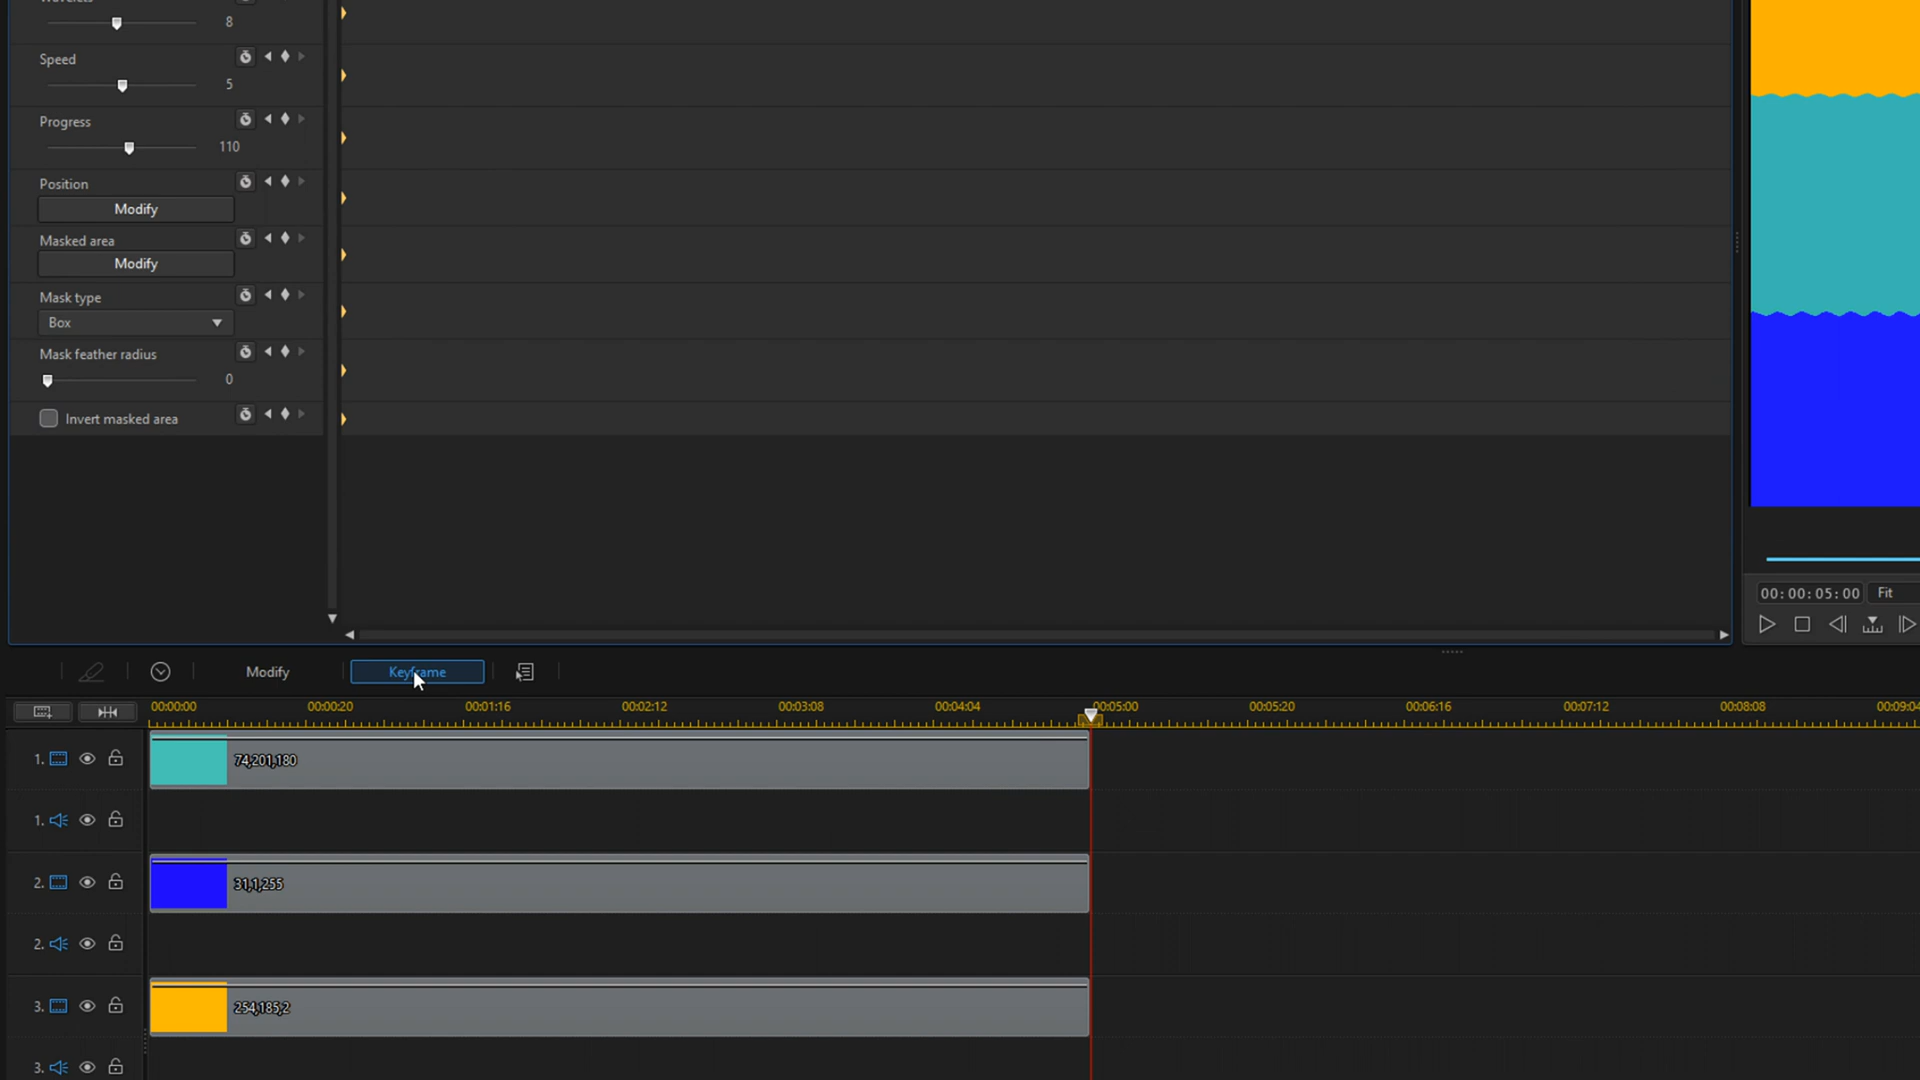 8
Speed
5
Progress
110
Position
Modify
Masked area
Modify
Mask type
Box
Mask feather radius
0
Invert masked area
00:00:05:00 Fit
Modify Keyframe
00:00:00 00:00:20 00:01:16 00:02:12 00:03:08 00:04:04 00:05:00 00:05:20 00:06:16 00:07:12 00:08:08 00:09:04
1. 74,201,180
1.
2. 31,1,255
2.
3. 254,185,2
3.